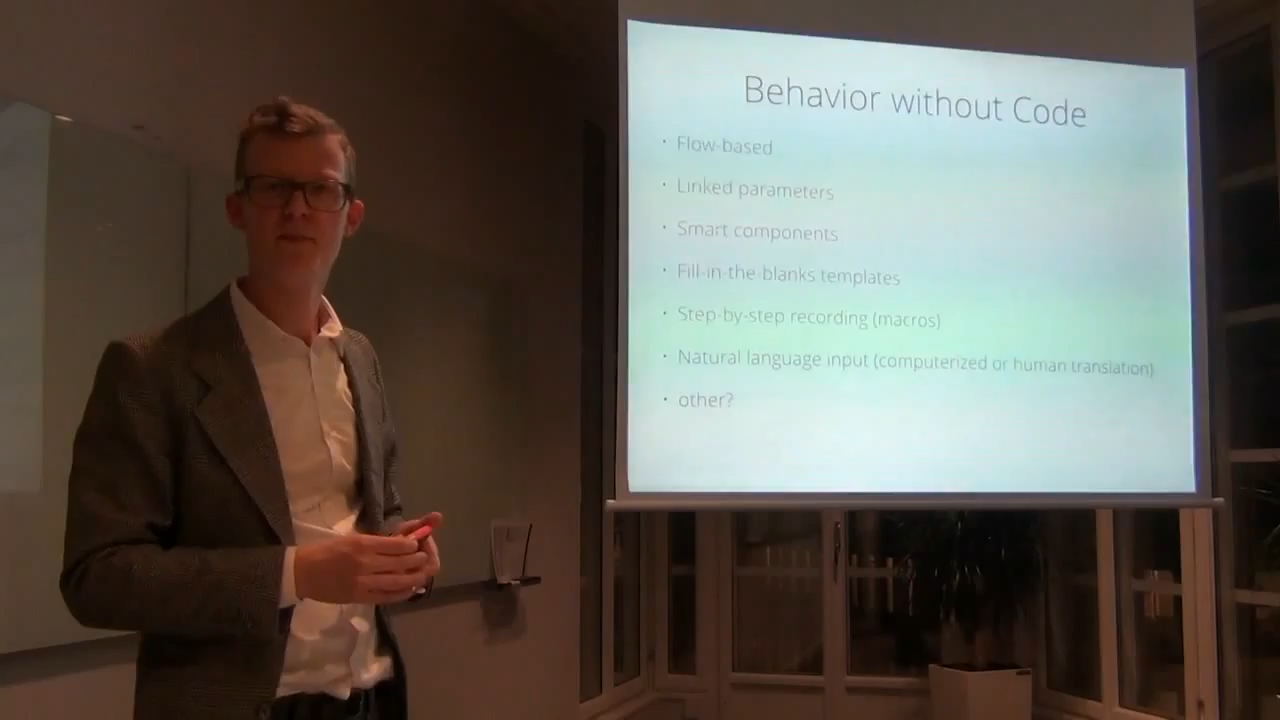 Behavior without Code
· Flow-based
· Linked parameters
· Smart components
· Fill-in-the-blanks templates
· Step-by-step recording (macros)
· Natural language input (computerized or human translation)
· other?